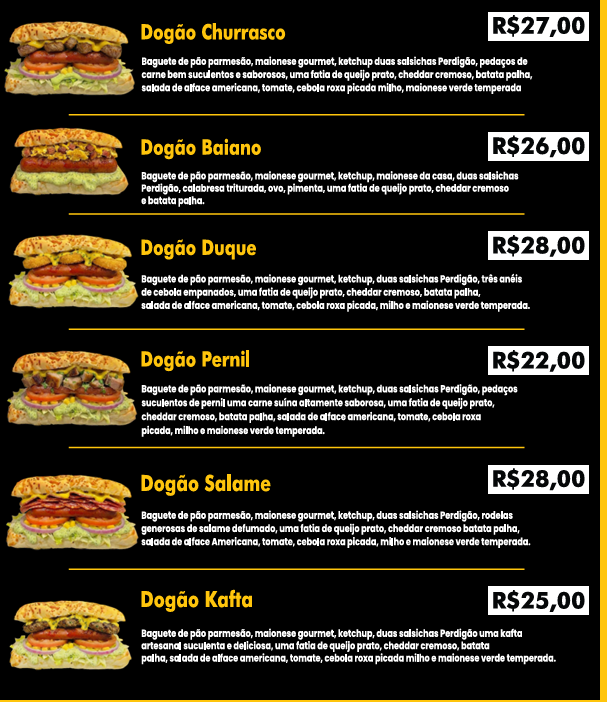 Dogão Churrasco
R$27,00
Baguete de pão parmesão, maionese gourmet, ketchup duas salsichas Perdigão, pedaços de
carne bem suculentos e saborosos, uma fatia de queijo prato, cheddar cremoso, batata palha,
salada de alface americana, tomate, cebola roxa picada milho, maionese verde temperada
Dogão Baiano
R$26,00
Baguete de pão parmesão, maionese gourmet, ketchup, maionese da casa, duas salsichas
Perdigão, calabresa triturada, ovo, pimenta, uma fatia de queijo prato, cheddar cremoso
e batata palha.
Dogão Duque
R$28,00
Baguete de pão parmesão, maionese gourmet, ketchup, duas salsichas Perdigão, três anéis
de cebola empanados, uma fatia de queijo prato, cheddar cremoso, batata palha,
salada de alface americana, tomate, cebola roxa picada, milho e maionese verde temperada.
Dogão Pernil
R$22,00
Baguete de pão parmesão, maionese gourmet, ketchup, duas salsichas Perdigão, pedaços
suculentos de pernil uma carne suína altamente saborosa, uma fatia de queijo prato,
cheddar cremoso, batata palha, salada de alface americana, tomate, cebola roxa
picada, milho e maionese verde temperada.
Dogão Salame
R$28,00
Baguete de pão parmesão, maionese gourmet, ketchup, duas salsichas Perdigão, rodelas
generosas de salame defumado, uma fatia de queijo prato, cheddar cremoso batata palha,
salada de alface Americana, tomate, cebola roxa picada, milho e maionese verde temperada.
Dogão Kafta
R$25,00
Baguete de pão parmesão, maionese gourmet, ketchup, duas salsichas Perdigão uma kafta
artesanal suculenta e deliciosa, uma fatia de queijo prato, cheddar cremoso, batata
palha, salada de alface americana, tomate, cebola roxa picada milho e maionese verde temperada.